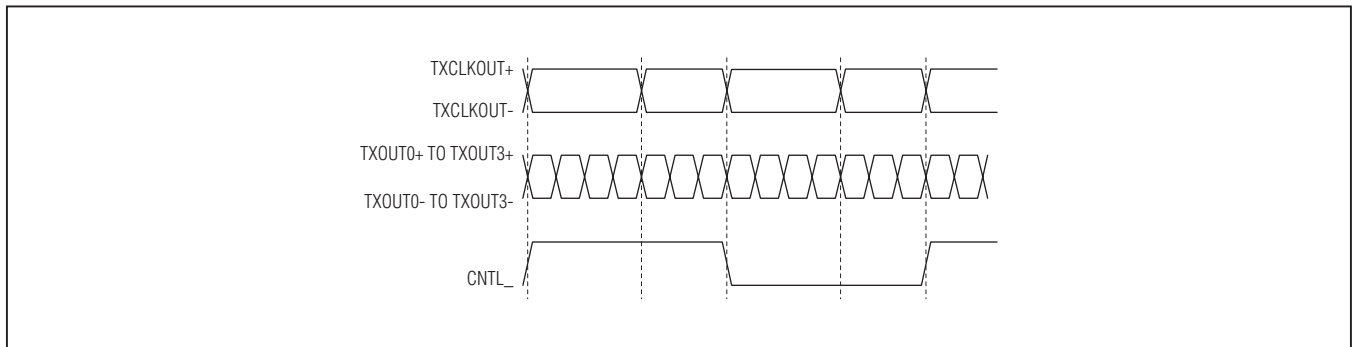 TXCLKOUT+
TXCLKOUT-
TXOUT0+ TO TXOUT3+
TXOUT0- TO TXOUT3-
CNTL_